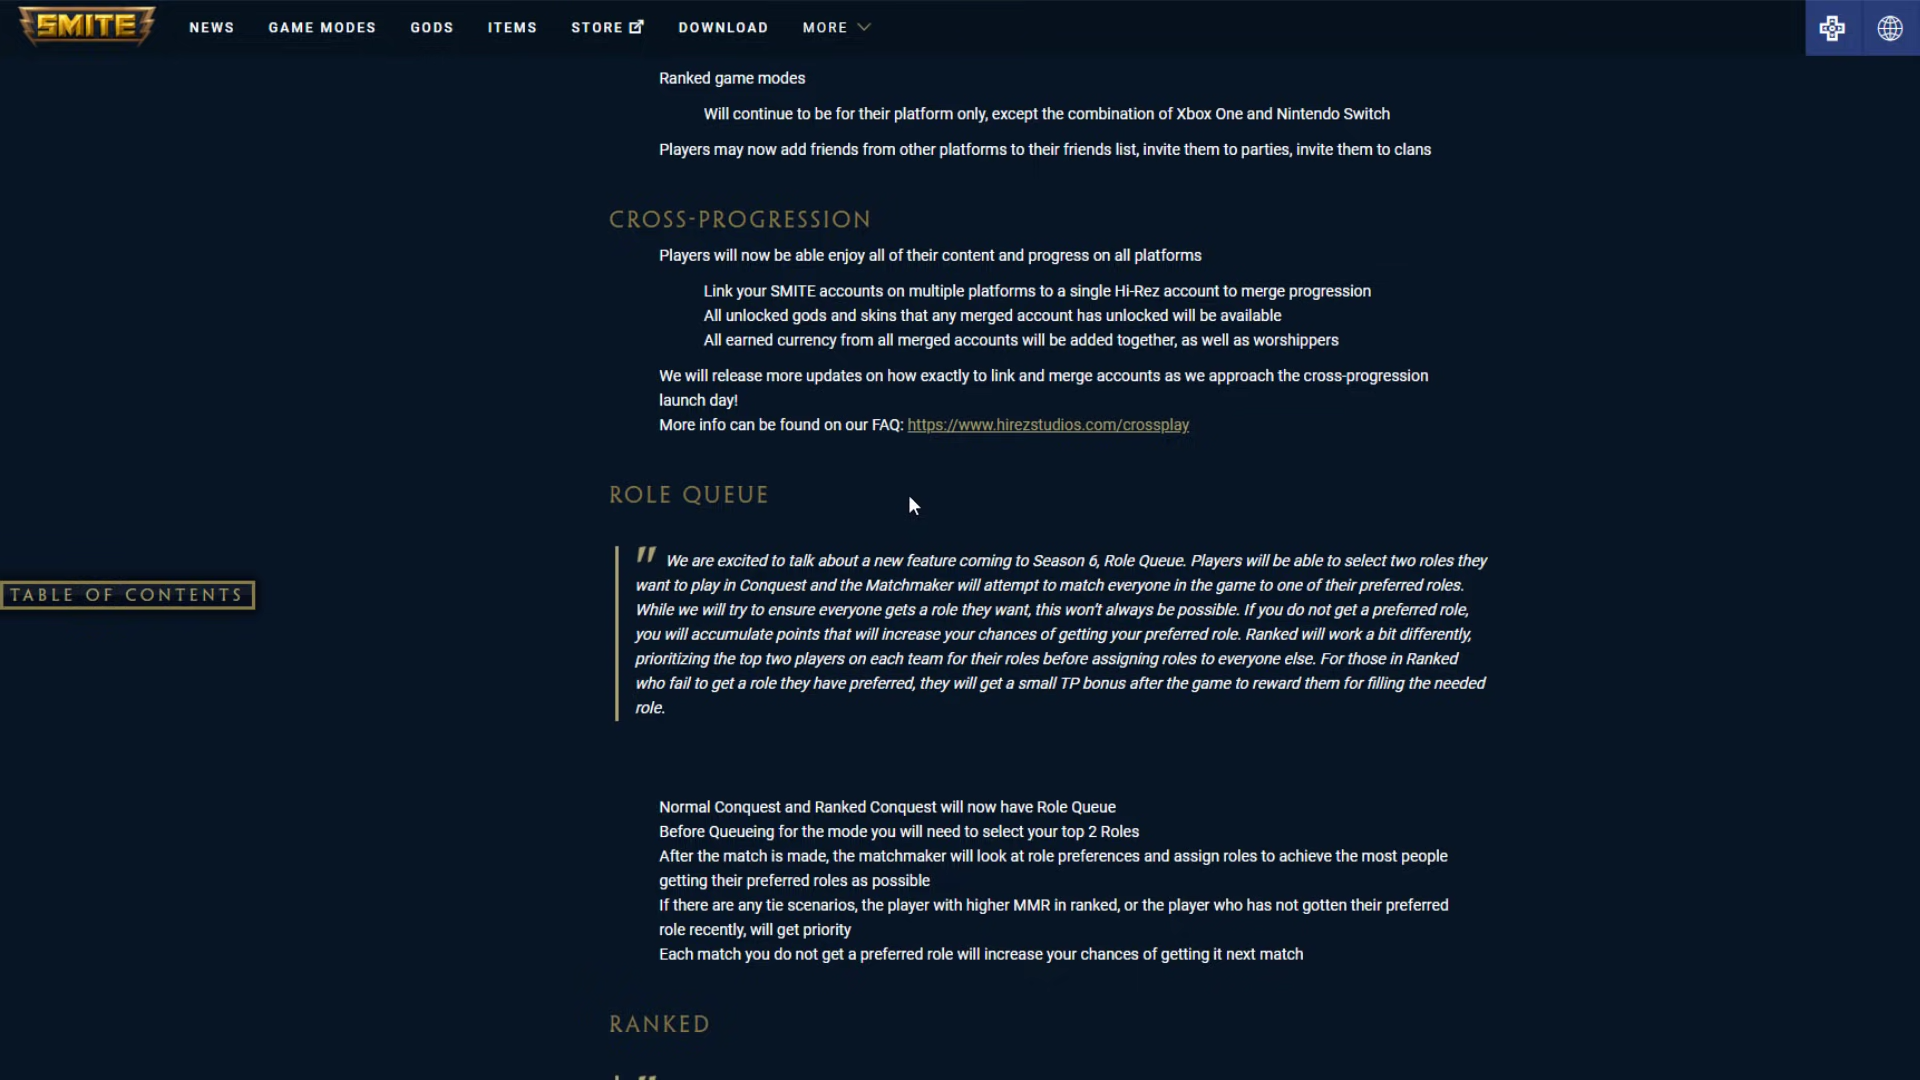 SMITE
NEWS GAME MODES GODS ITEMS STORE DOWNLOAD MORE
Ranked game modes
Will continue to be for their platform only, except the combination of Xbox One and Nintendo Switch
Players may now add friends from other platforms to their friends list, invite them to parties, invite them to clans
CROSS-PROGRESSION
Players will now be able enjoy all of their content and progress on all platforms
Link your SMITE accounts on multiple platforms to a single Hi-Rez account to merge progression
All unlocked gods and skins that any merged account has unlocked will be available
All earned currency from all merged accounts will be added together, as well as worshippers
We will release more updates on how exactly to link and merge accounts as we approach the cross-progression
launch day!
More info can be found on our FAQ: https://www.hirezstudios.com/crossplay
ROLE QUEUE
" We are excited to talk about a new feature coming to Season 6, Role Queue. Players will be able to select two roles they
want to play in Conquest and the Matchmaker will attempt to match everyone in the game to one of their preferred roles.
While we will try to ensure everyone gets a role they want, this won't always be possible. If you do not get a preferred role,
you will accumulate points that will increase your chances of getting your preferred role. Ranked will work a bit differently,
prioritizing the top two players on each team for their roles before assigning roles to everyone else. For those in Ranked
who fail to get a role they have preferred, they will get a small TP bonus after the game to reward them for filling the needed
role.
TABLE OF CONTENTS
Normal Conquest and Ranked Conquest will now have Role Queue
Before Queueing for the mode you will need to select your top 2 Roles
After the match is made, the matchmaker will look at role preferences and assign roles to achieve the most people
getting their preferred roles as possible
If there are any tie scenarios, the player with higher MMR in ranked, or the player who has not gotten their preferred
role recently, will get priority
Each match you do not get a preferred role will increase your chances of getting it next match
RANKED